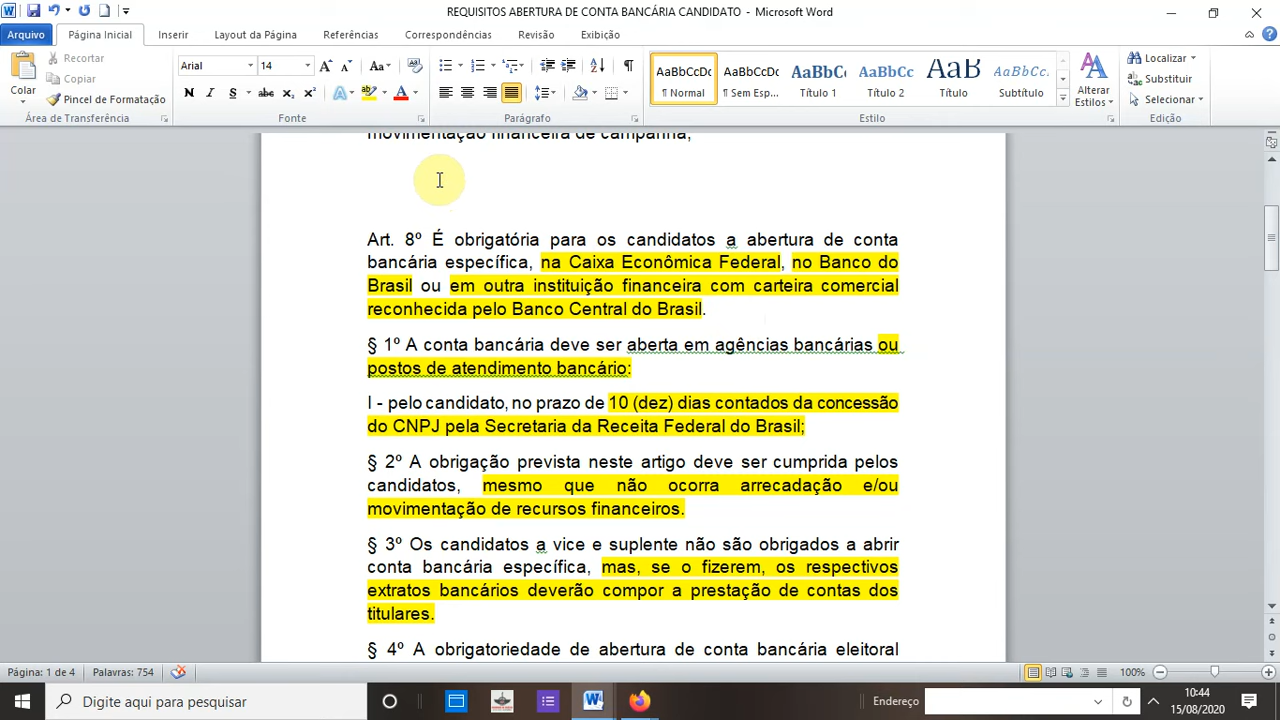 REQUISITOS ABERTURA DE CONTA BANCÁRIA CANDIDATO - Microsoft Word
Arquivo Página Inicial Inserir Layout da Página Referências Correspondências Revisão Exibição
Colar
Recortar
Copiar
Pincel de Formatação
Área de Transferência
Arial 14
N I S abc x₂ x² A A A A Aa
Fonte
Parágrafo
AaBbCcDc AaBbCcDc AaBbC AaBbCc AaB AaBbCc.
¶ Normal ¶ Sem Esp... Título 1 Título 2 Título Subtítulo
Alterar
Estilos
Estilo
Localizar
Substituir
Selecionar
Edição
movimentação financeira de campanha;
Art. 8º É obrigatória para os candidatos a abertura de conta
bancária específica, na Caixa Econômica Federal, no Banco do
Brasil ou em outra instituição financeira com carteira comercial
reconhecida pelo Banco Central do Brasil.
§ 1º A conta bancária deve ser aberta em agências bancárias ou
postos de atendimento bancário:
I - pelo candidato, no prazo de 10 (dez) dias contados da concessão
do CNPJ pela Secretaria da Receita Federal do Brasil;
§ 2º A obrigação prevista neste artigo deve ser cumprida pelos
candidatos, mesmo que não ocorra arrecadação e/ou
movimentação de recursos financeiros.
§ 3º Os candidatos a vice e suplente não são obrigados a abrir
conta bancária específica, mas, se o fizerem, os respectivos
extratos bancários deverão compor a prestação de contas dos
titulares.
§ 4º A obrigatoriedade de abertura de conta bancária eleitoral
Página: 1 de 4 Palavras: 754 100%
Digite aqui para pesquisar
Endereço
10:44
15/08/2020